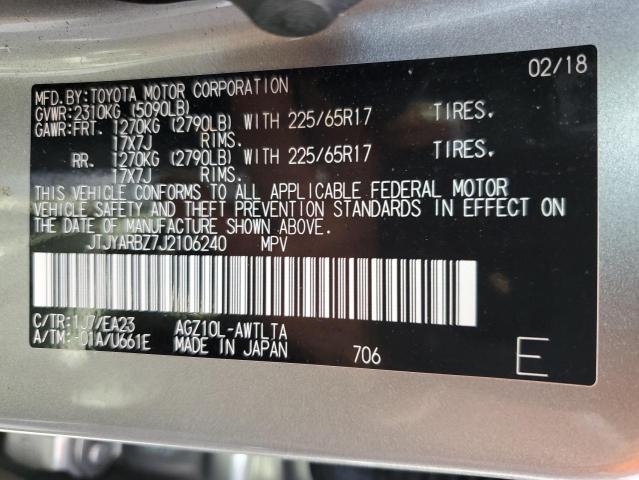 02/18
MFD.BY:TOYOTA MOTOR CORPORATION
GVWR:2310KG (5090LB)
GAWR:FRT. 1270KG (2790LB) WITH 225/65R17 TIRES.
17X7J RIMS.
RR. 1270KG (2790LB) WITH 225/65R17 TIRES.
17X7J RIMS.
THIS VEHICLE CONFORMS TO ALL APPLICABLE FEDERAL MOTOR
VEHICLE SAFETY AND THEFT PREVENTION STANDARDS IN EFFECT ON
THE DATE OF MANUFACTURE SHOWN ABOVE.
JTJYARBZ7J2106240 MPV
C/TR:1J7/EA23 AGZ10L-AWTLTA
A/TM:-01A/U661E MADE IN JAPAN 706 E